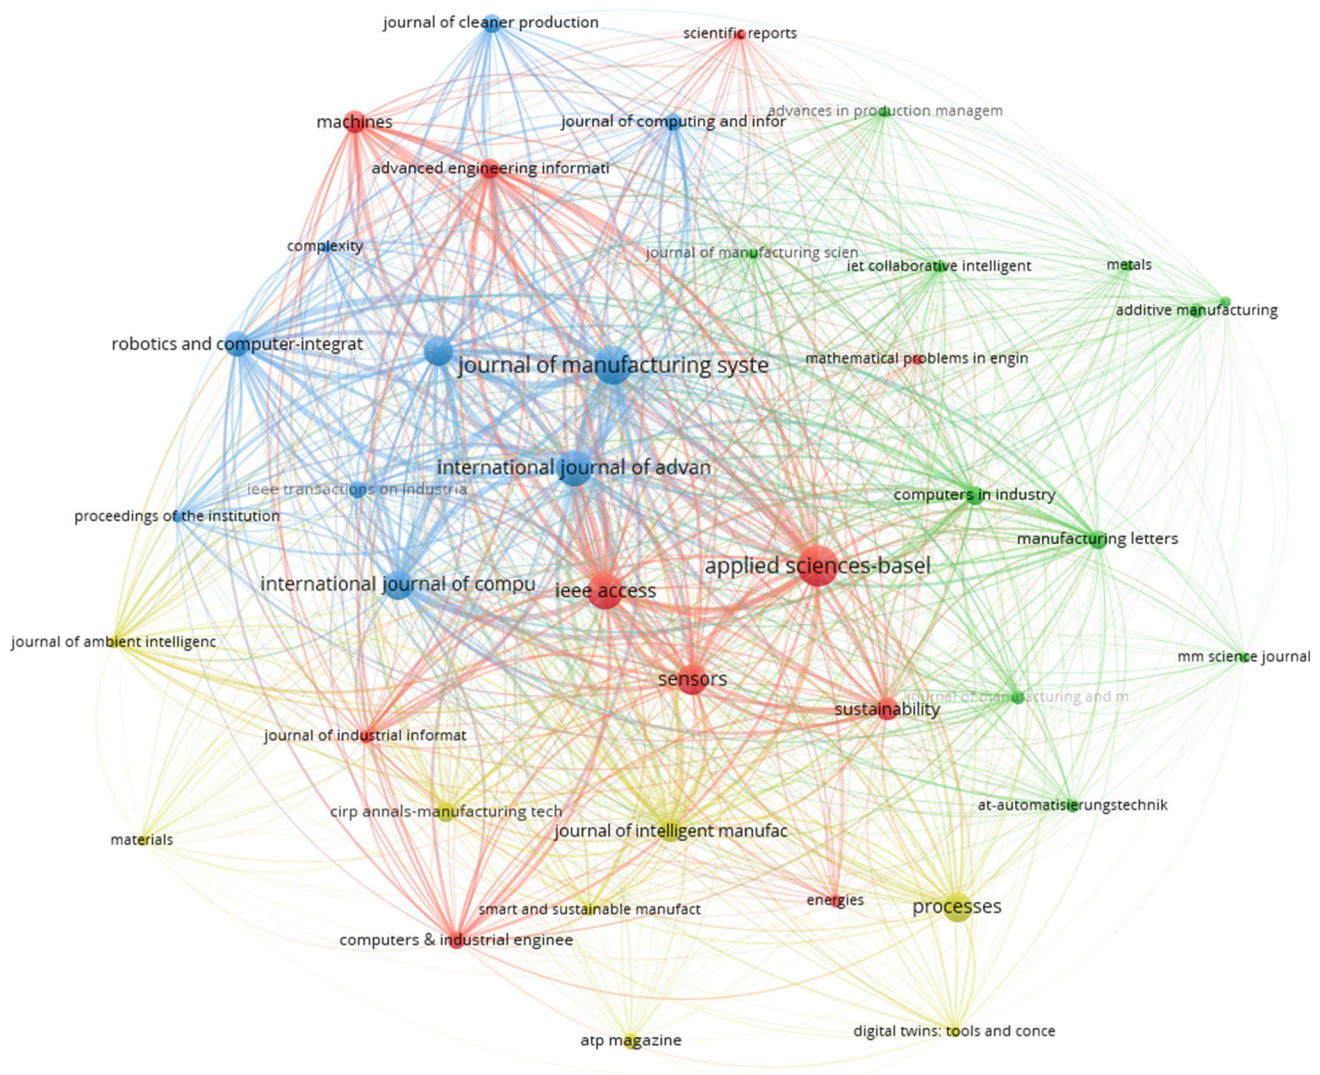 journal of cleaner production
scientific reports
advances in production managem
machines
journal of computing and infor
advanced engineering informati
complexity
journal of manufacturing scien
iet collaborative intelligent
metals
additive manufacturing
robotics and computer-integrat
journal of manufacturing syste
mathematical problems in engin
international journal of advan
ieee transactions on industria
computers in industry
proceedings of the institution
manufacturing letters
applied sciences-basel
international journal of compu
ieee access
journal of ambient intelligenc
mm science journal
sensors
journal of manufacturing and m
sustainability
journal of industrial informat
at-automatisierungstechnik
cirp annals-manufacturing tech
journal of intelligent manufac
materials
energies
processes
smart and sustainable manufact
computers & industrial enginee
digital twins: tools and conce
atp magazine